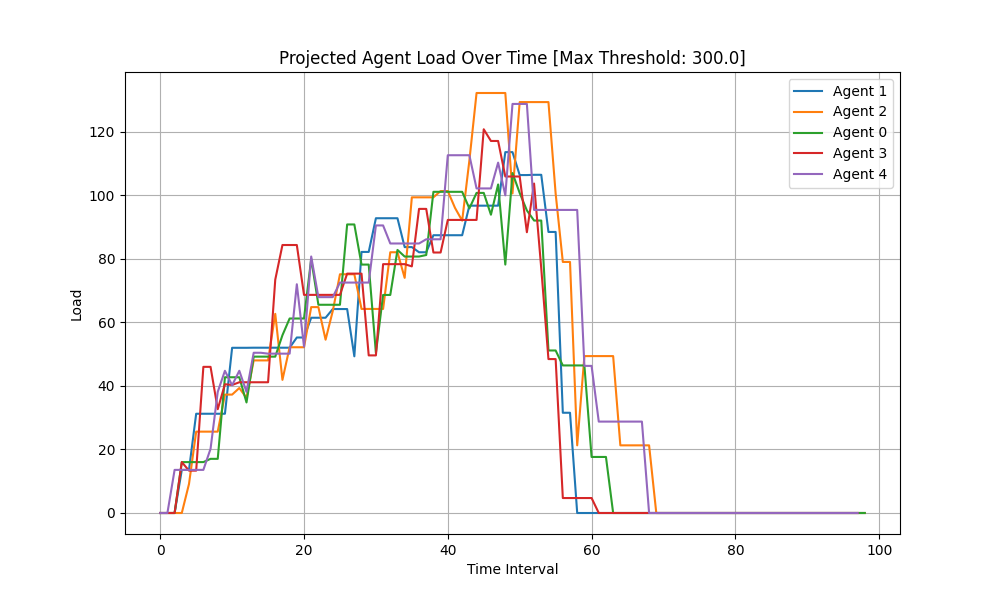 Projected Agent Load Over Time [Max Threshold: 300.0]
Agent 1
Agent 2
Agent 0
Agent 3
Agent 4
120
100
80
60
40
20
0
Load
0 20 40 60 80 100
Time Interval